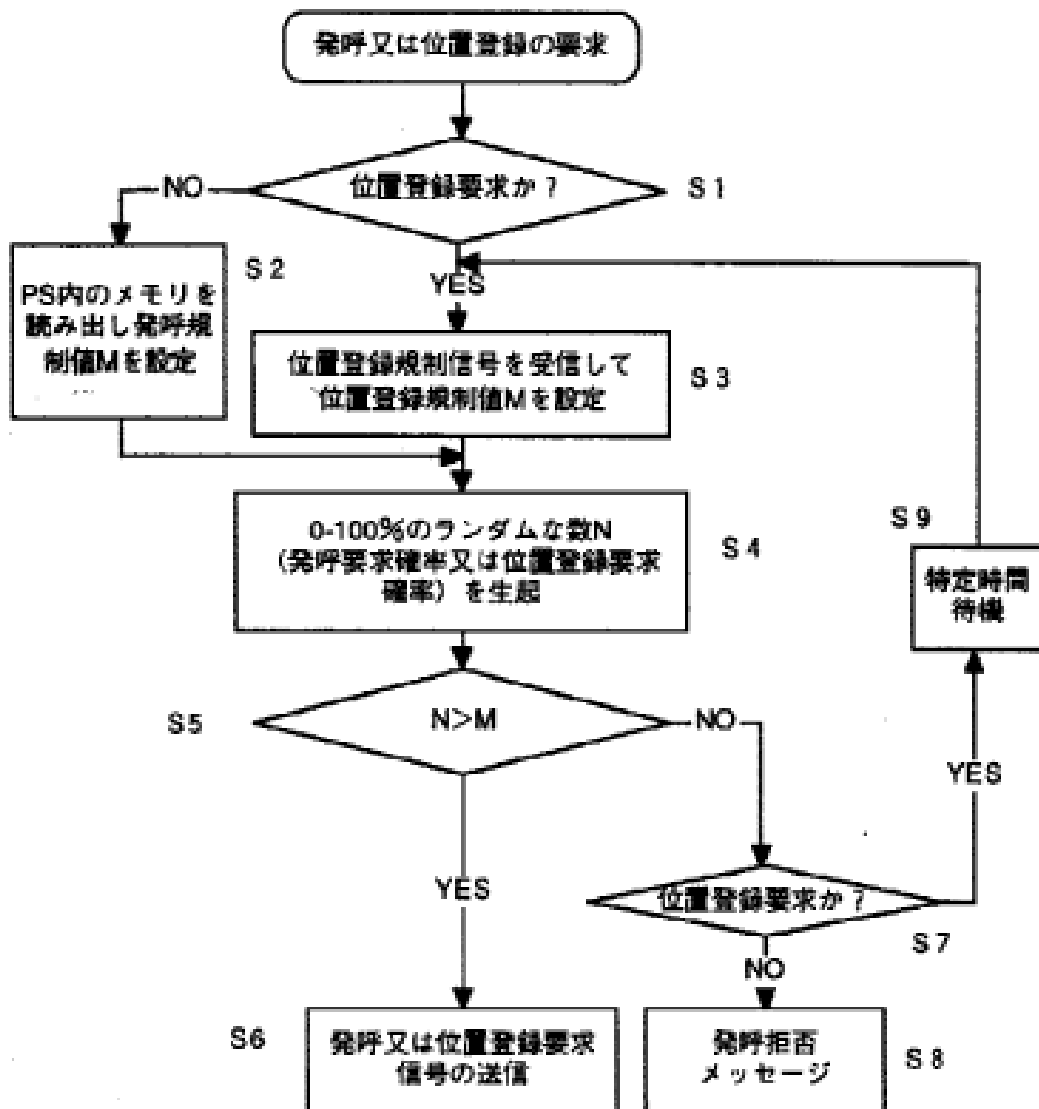 発呼又は位置登録の要求
位置登録要求か？
S1
NO
S2
YES
PS内のメモリを
読み出し発呼規
制値Mを設定
位置登録規制信号を受信して
位置登録規制値Mを設定
S3
0-100%のランダムな数N
（発呼要求確率又は位置登録要求
確率）を生起
S4
S9
特定時間
待機
S5
N>M
NO
YES
YES
位置登録要求か？
S7
NO
S6
発呼又は位置登録要求
信号の送信
発呼拒否
メッセージ
S8